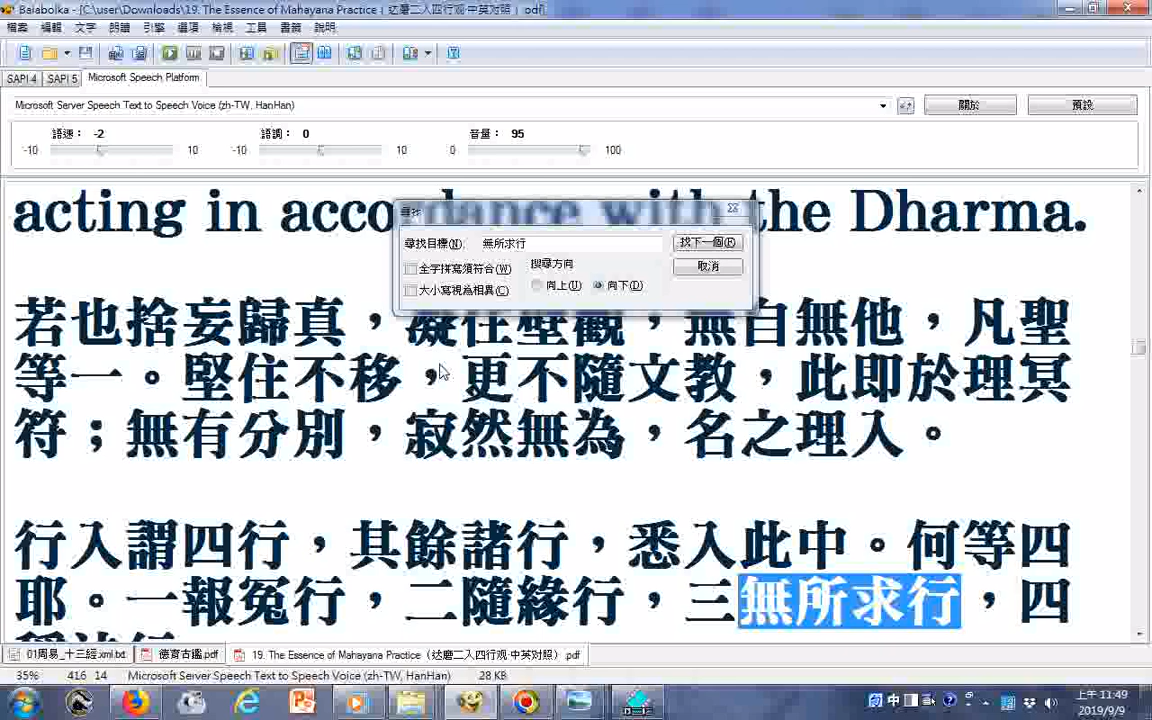 Balabolka - [C:\user\Downloads\19. The Essence of Mahayana Practice（达磨二入四行观·中英对照）.pdf]
檔案 編輯 文字 朗讀 引擎 選項 檢視 工具 書籤 說明
SAPI 4 SAPI 5 Microsoft Speech Platform
Microsoft Server Speech Text to Speech Voice (zh-TW, HanHan) 關於 預設
語速： -2 語調： 0 音量： 95
-10 10 -10 10 0 100
acting in accordance with the Dharma.
尋找
尋找目標(N): 無所求行 找下一個(F)
全字拼寫須符合(W) 搜尋方向 取消
大小寫視為相異(C) 向上(U) 向下(D)
若也捨妄歸真，凝住壁觀，無自無他，凡聖
等一。堅住不移，更不隨文教，此即於理冥
符；無有分別，寂然無為，名之理入。
行入謂四行，其餘諸行，悉入此中。何等四
耶。一報冤行，二隨緣行，三無所求行，四
稱法行
01周易_十三經.xml.txt 德育古鑑.pdf 19. The Essence of Mahayana Practice（达磨二入四行观·中英对照）.pdf
35% 416 14 Microsoft Server Speech Text to Speech Voice (zh-TW, HanHan) 28 KB
中
上午 11:49
2019/9/9